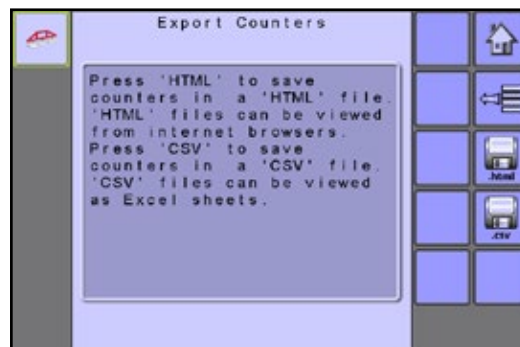 Export Counters
Press 'HTML' to save
counters in a 'HTML' file.
'HTML' files can be viewed
from internet browsers.
Press 'CSV' to save
counters in a 'CSV' file.
'CSV' files can be viewed
as Excel sheets.
.html
.csv